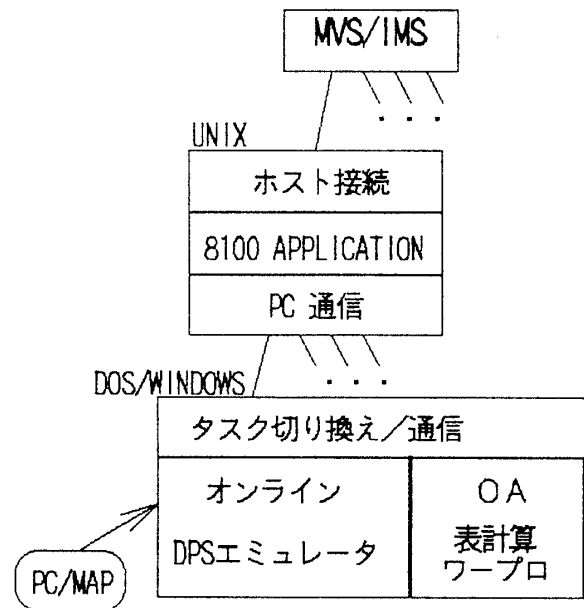 MVS/IMS
. . .
UNIX
ホスト接続
8100 APPLICATION
PC 通信
. . .
DOS/WINDOWS
タスク切り換え／通信
オンライン
DPSエミュレータ
ＯＡ
表計算
ワープロ
PC/MAP